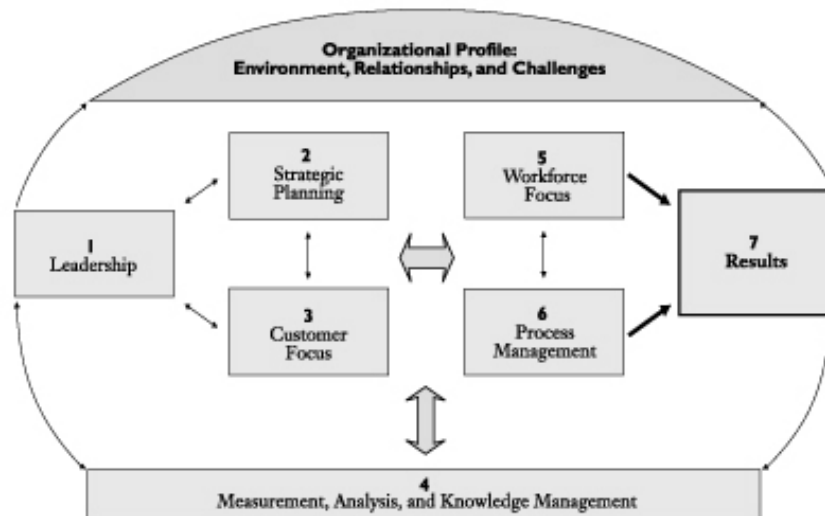 Organizational Profile:
Environment, Relationships, and Challenges
2
Strategic
Planning
5
Workforce
Focus
1
Leadership
7
Results
3
Customer
Focus
6
Process
Management
4
Measurement, Analysis, and Knowledge Management